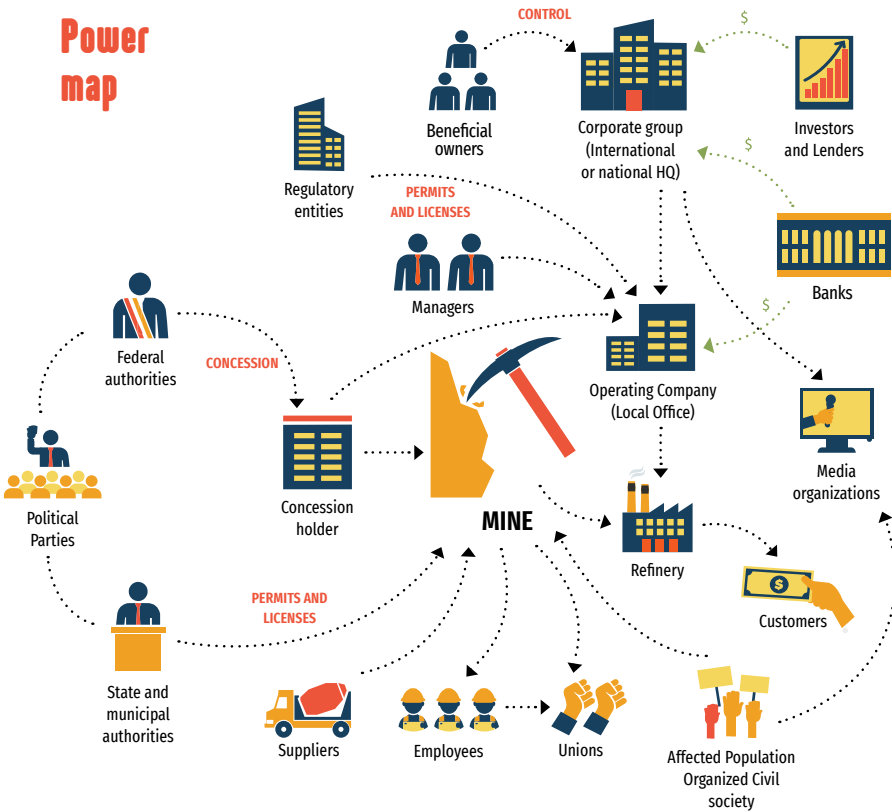 Power
map
CONTROL
$
Beneficial
owners
Corporate group
(International
or national HQ)
Investors
and Lenders
$
Regulatory
entities
PERMITS
AND LICENSES
Managers
Banks
$
Federal
authorities
CONCESSION
Operating Company
(Local Office)
Concession
holder
Media
organizations
Political
Parties
MINE
Refinery
$
Customers
PERMITS AND
LICENSES
State and
municipal
authorities
Suppliers
Employees
Unions
Affected Population
Organized Civil
society